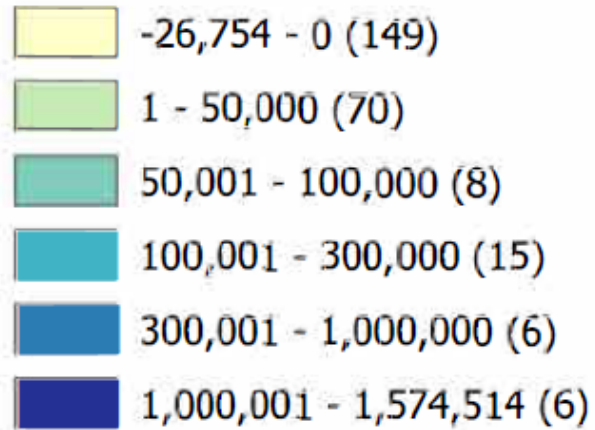 -26,754 - 0 (149)
1 - 50,000 (70)
50,001 - 100,000 (8)
100,001 - 300,000 (15)
300,001 - 1,000,000 (6)
1,000,001 - 1,574,514 (6)